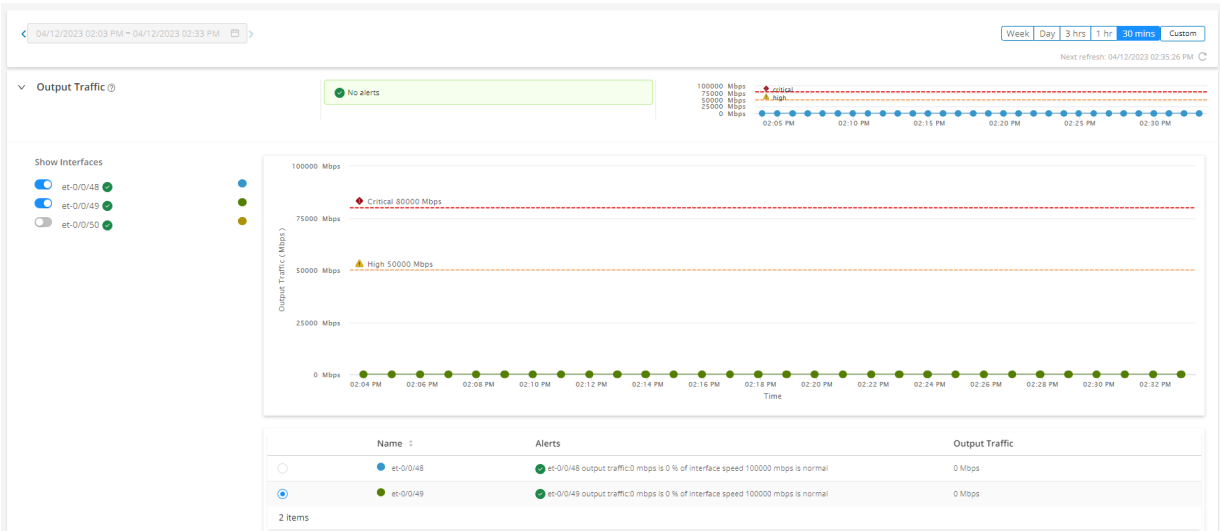 04/12/2023 02:03 PM ~ 04/12/2023 02:33 PM
Week Day 3 hrs 1 hr 30 mins Custom
Next refresh: 04/12/2023 02:35:26 PM
Output Traffic
No alerts
100000 Mbps
75000 Mbps
50000 Mbps
25000 Mbps
0 Mbps
critical
high
02:05 PM 02:10 PM 02:15 PM 02:20 PM 02:25 PM 02:30 PM
Show Interfaces
et-0/0/48
et-0/0/49
et-0/0/50
100000 Mbps
Critical 80000 Mbps
75000 Mbps
High 50000 Mbps
50000 Mbps
25000 Mbps
0 Mbps
Output Traffic (Mbps)
02:04 PM 02:06 PM 02:08 PM 02:10 PM 02:12 PM 02:14 PM 02:16 PM 02:18 PM 02:20 PM 02:22 PM 02:24 PM 02:26 PM 02:28 PM 02:30 PM 02:32 PM
Time
Name Alerts Output Traffic
et-0/0/48 et-0/0/48 output traffic:0 mbps is 0 % of interface speed 100000 mbps is normal 0 Mbps
et-0/0/49 et-0/0/49 output traffic:0 mbps is 0 % of interface speed 100000 mbps is normal 0 Mbps
2 items